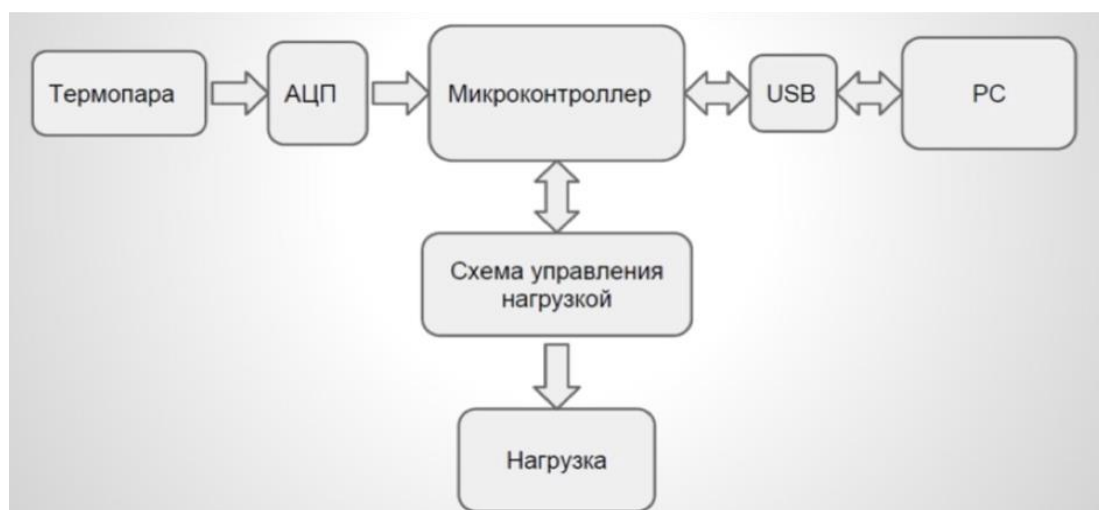 Термопара
АЦП
Микроконтроллер
USB
PC
Схема управления
нагрузкой
Нагрузка